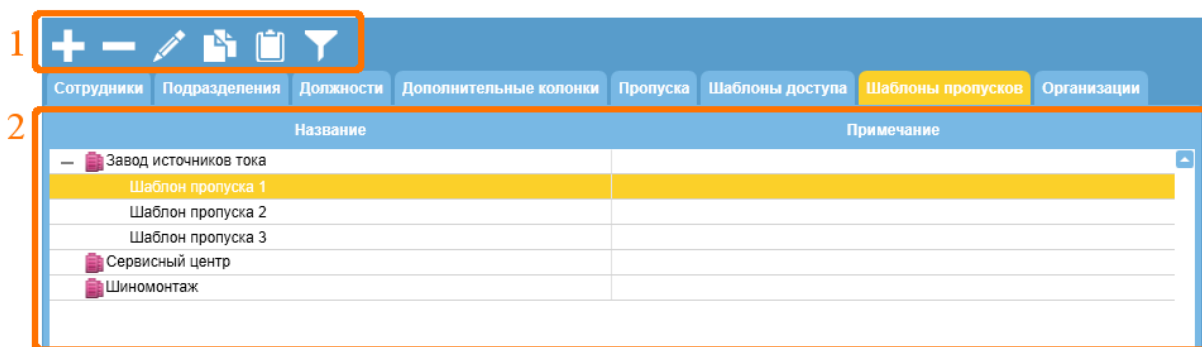 1
Сотрудники Подразделения Должности Дополнительные колонки Пропуска Шаблоны доступа Шаблоны пропусков Организации
2
Название Примечание
Завод источников тока
Шаблон пропуска 1
Шаблон пропуска 2
Шаблон пропуска 3
Сервисный центр
Шиномонтаж